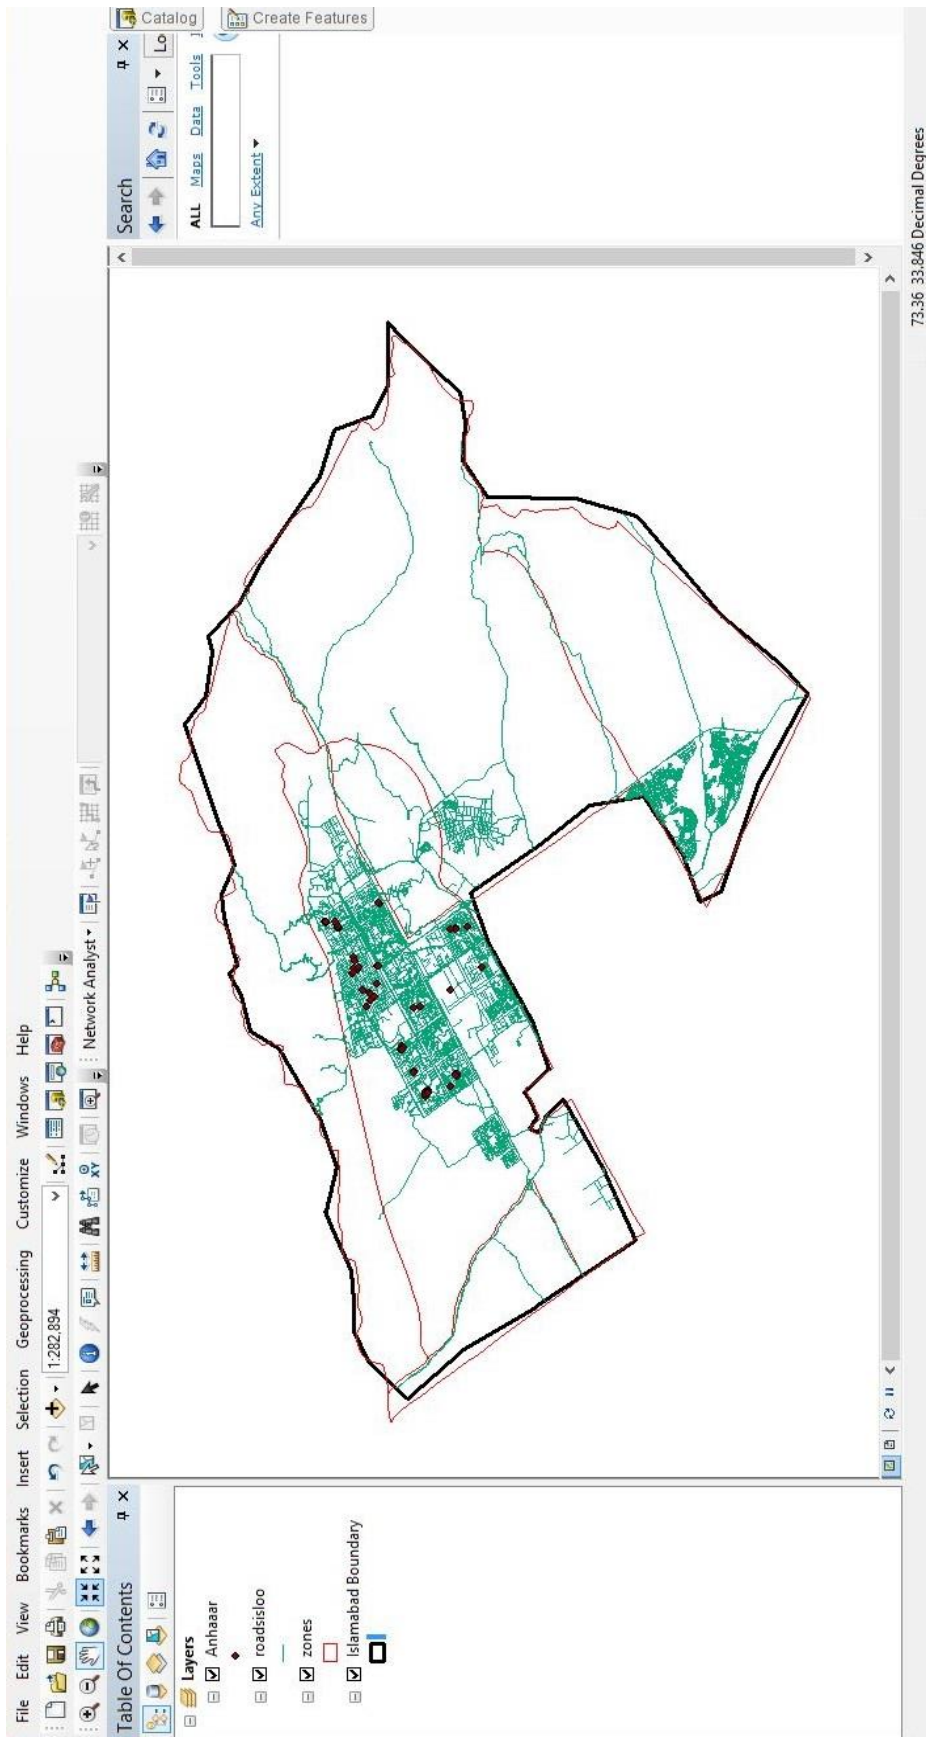 File Edit View Bookmarks Insert Selection Geoprocessing Customize Windows Help
1:282,894
Network Analyst
Table Of Contents
Layers
Anhaaar
roadsisloo
zones
Islamabad Boundary
Search
ALL Maps Data Tools
Any Extent
Catalog
Create Features
73.36 33.846 Decimal Degrees